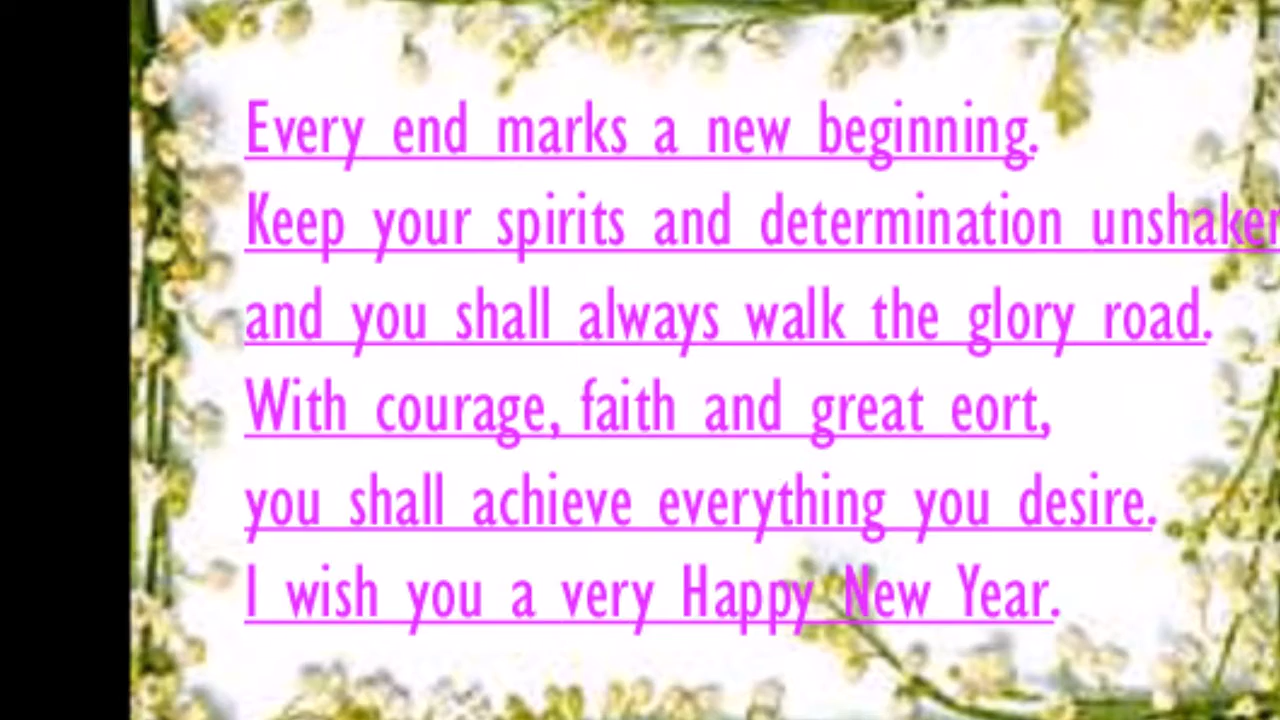 Every end marks a new beginning.
Keep your spirits and determination unshaken
and you shall always walk the glory road.
With courage, faith and great eort,
you shall achieve everything you desire.
I wish you a very Happy New Year.